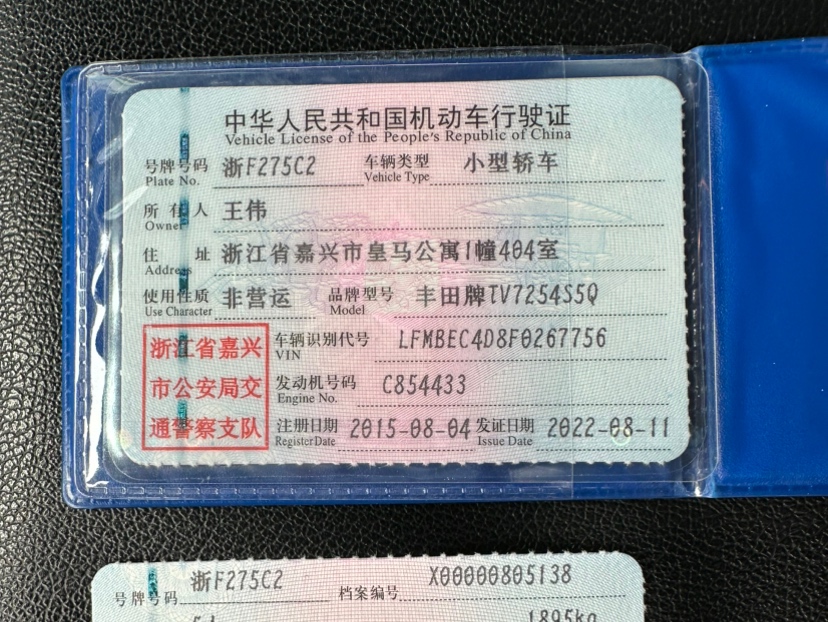 中华人民共和国机动车行驶证
Vehicle License of the People's Republic of China
号牌号码 浙F275C2 车辆类型 小型轿车
Plate No. Vehicle Type
所有人 王伟
Owner
住址 浙江省嘉兴市皇马公寓1幢404室
Address
使用性质 非营运 品牌型号 丰田牌TV7254S5Q
Use Character Model
浙江省嘉兴 车辆识别代号 LFMBEC4D8F0267756
VIN
市公安局交 发动机号码 C854433
Engine No.
通警察支队 注册日期 2015-08-04 发证日期 2022-08-11
Register Date Issue Date
号牌号码 浙F275C2 档案编号 X00000805138
1895kg